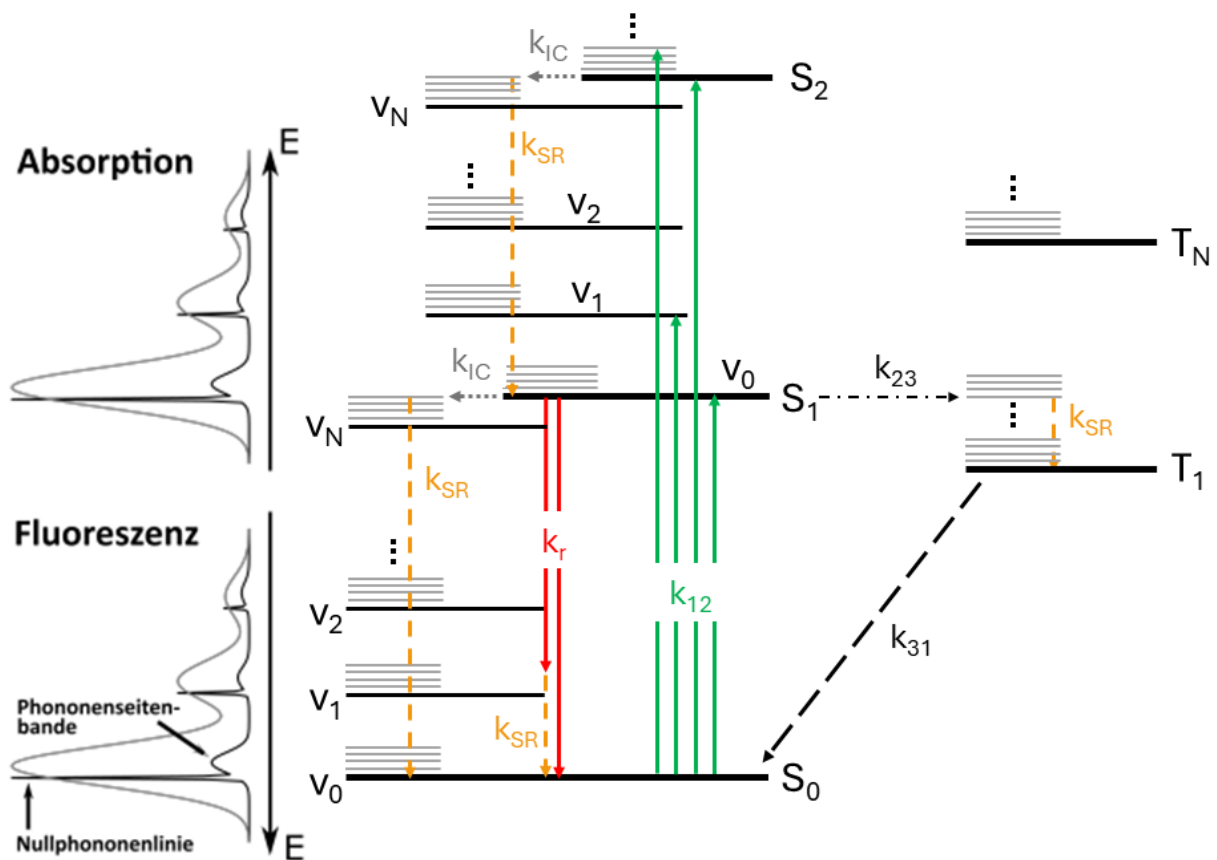 Absorption
E
Fluoreszenz
Phononenseiten-
bande
Nullphononenlinie
E
k_IC
S_2
v_N
k_SR
v_2
v_1
k_IC
v_0
S_1
v_N
k_SR
k_r
k_12
v_2
v_1
k_SR
v_0
S_0
k_23
T_N
k_SR
T_1
k_31